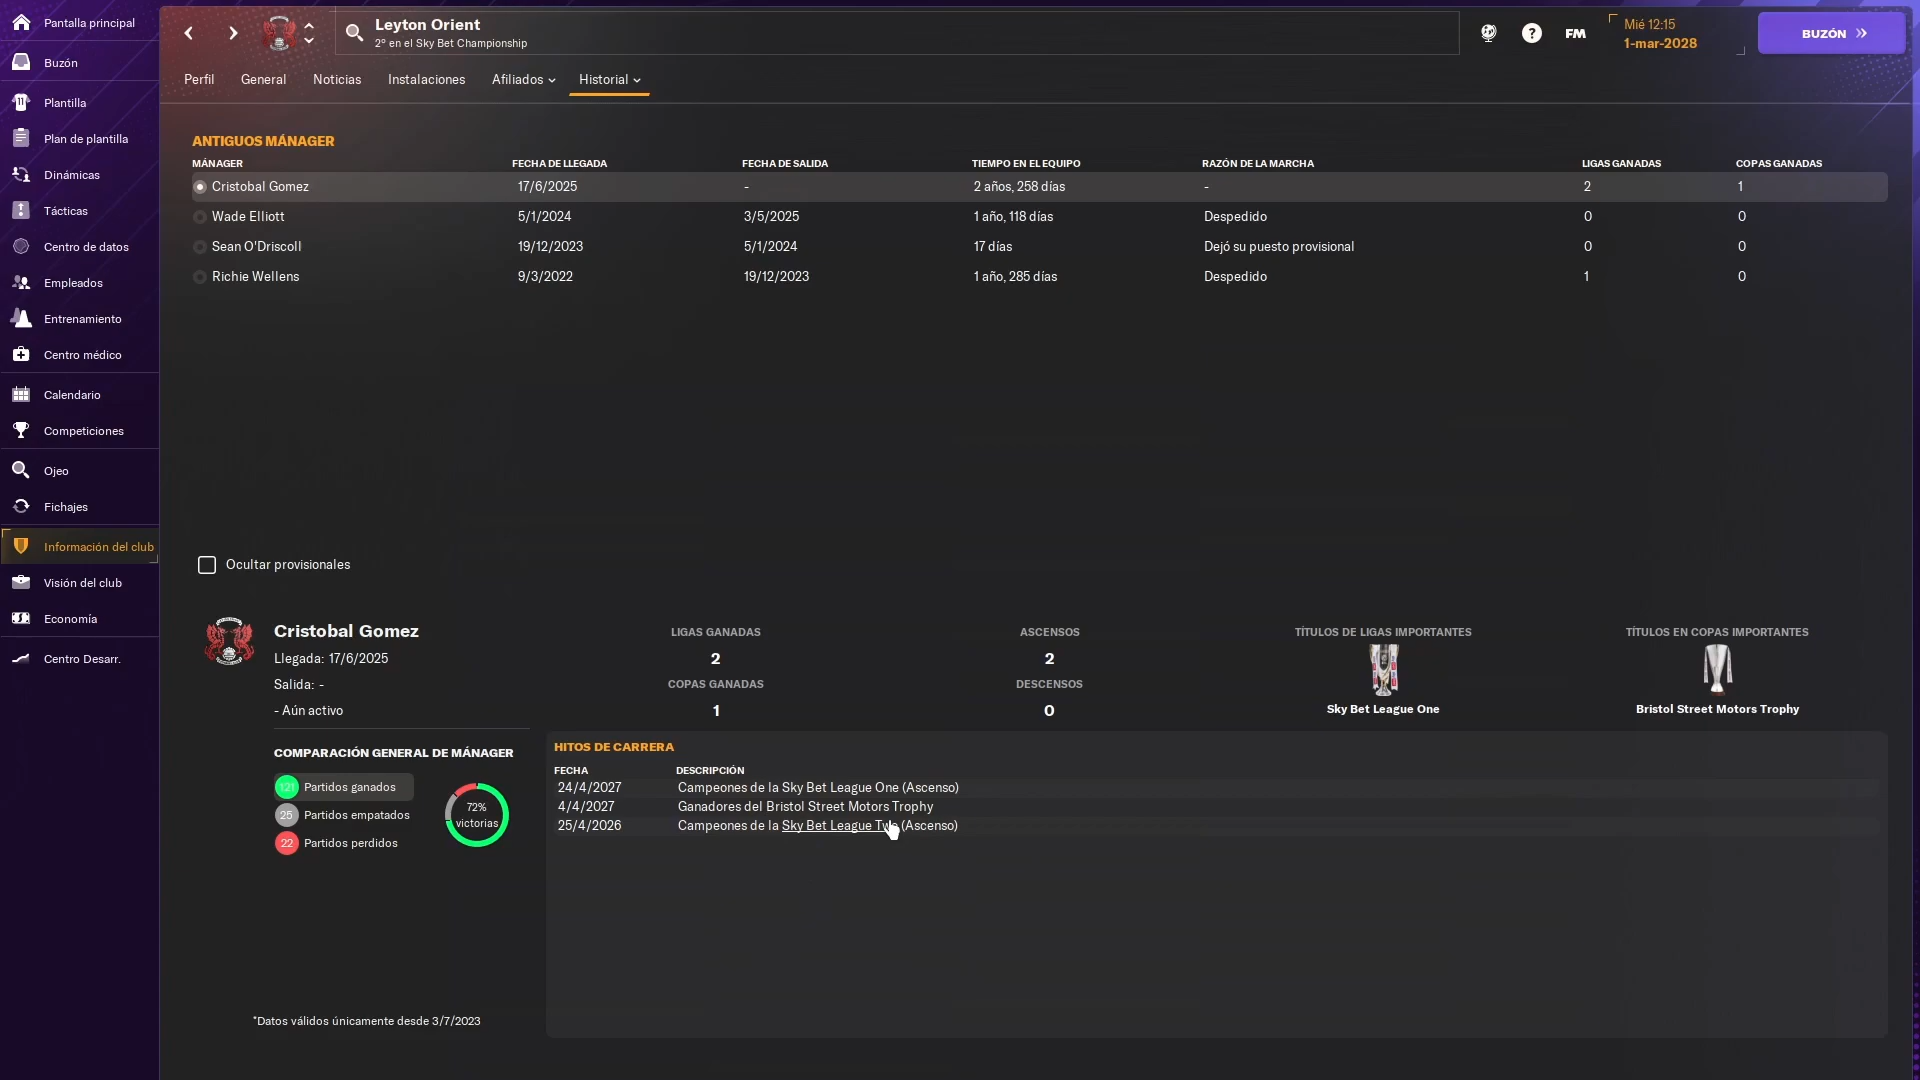 Pantalla principal
Buzón
Plantilla
Plan de plantilla
Dinámicas
Tácticas
Centro de datos
Empleados
Entrenamiento
Centro médico
Calendario
Competiciones
Ojeo
Fichajes
Información del club
Visión del club
Economía
Centro Desarr.
Leyton Orient
2º en el Sky Bet Championship
?
FM
Mié 12:15
1-mar-2028
BUZÓN
Perfil
General
Noticias
Instalaciones
Afiliados
Historial
ANTIGUOS MÁNAGER
MÁNAGER FECHA DE LLEGADA FECHA DE SALIDA TIEMPO EN EL EQUIPO RAZÓN DE LA MARCHA LIGAS GANADAS COPAS GANADAS
Cristobal Gomez 17/6/2025 - 2 años, 258 días - 2 1
Wade Elliott 5/1/2024 3/5/2025 1 año, 118 días Despedido 0 0
Sean O'Driscoll 19/12/2023 5/1/2024 17 días Dejó su puesto provisional 0 0
Richie Wellens 9/3/2022 19/12/2023 1 año, 285 días Despedido 1 0
Ocultar provisionales
Cristobal Gomez
Llegada: 17/6/2025
Salida: -
- Aún activo
LIGAS GANADAS
2
COPAS GANADAS
1
ASCENSOS
2
DESCENSOS
0
TÍTULOS DE LIGAS IMPORTANTES
Sky Bet League One
TÍTULOS EN COPAS IMPORTANTES
Bristol Street Motors Trophy
COMPARACIÓN GENERAL DE MÁNAGER
121 Partidos ganados
25 Partidos empatados
22 Partidos perdidos
72%
victorias
HITOS DE CARRERA
FECHA DESCRIPCIÓN
24/4/2027 Campeones de la Sky Bet League One (Ascenso)
4/4/2027 Ganadores del Bristol Street Motors Trophy
25/4/2026 Campeones de la Sky Bet League Two (Ascenso)
*Datos válidos únicamente desde 3/7/2023